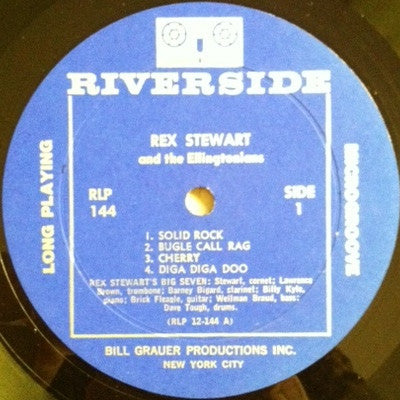 RIVERSIDE
REX STEWART
and the Ellingtonians
LONG PLAYING
MICROGROOVE
RLP
144
SIDE
1
1. SOLID ROCK
2. BUGLE CALL RAG
3. CHERRY
4. DIGA DIGA DOO
REX STEWART'S BIG SEVEN: Stewart, cornet; Lawrence
Brown, trombone; Barney Bigard, clarinet; Billy Kyle,
piano; Brick Fleagle, guitar; Wellman Braud, bass;
Dave Tough, drums.
(RLP 12-144 A)
BILL GRAUER PRODUCTIONS INC.
NEW YORK CITY